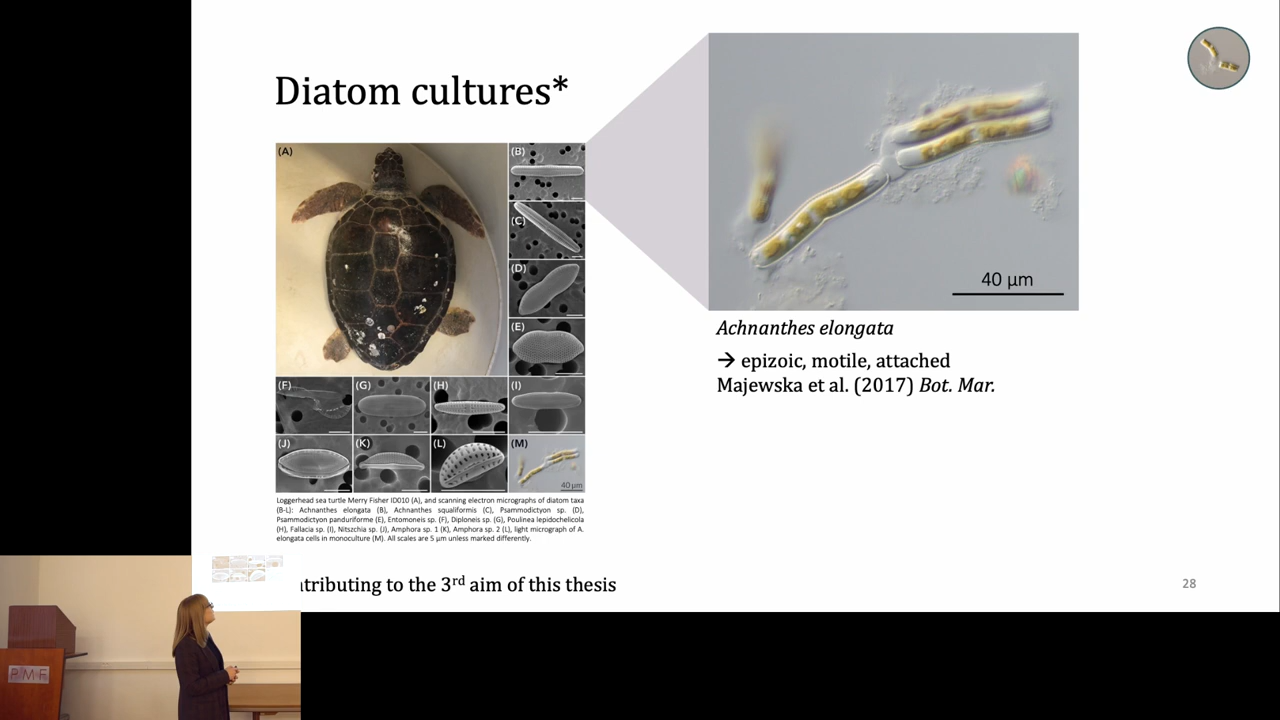 Diatom cultures*
(A)
(B)
(C)
(D)
(E)
(F)
(G)
(H)
(I)
(J)
(K)
(L)
(M)
40 µm
Loggerhead sea turtle Merry Fisher ID010 (A), and scanning electron micrographs of diatom taxa
(B-L): Achnanthes elongata (B), Achnanthes squaliformis (C), Psammodictyon sp. (D),
Psammodictyon panduriforme (E), Entomoneis sp. (F), Diploneis sp. (G), Poulinea lepidochelicola
(H), Fallacia sp. (I), Nitszchia sp. (J), Amphora sp. 1 (K), Amphora sp. 2 (L), light micrograph of A.
elongata cells in monoculture (M). All scales are 5 µm unless marked differently.
40 µm
Achnanthes elongata
→ epizoic, motile, attached
Majewska et al. (2017) Bot. Mar.
ntributing to the 3rd aim of this thesis
28
PMF